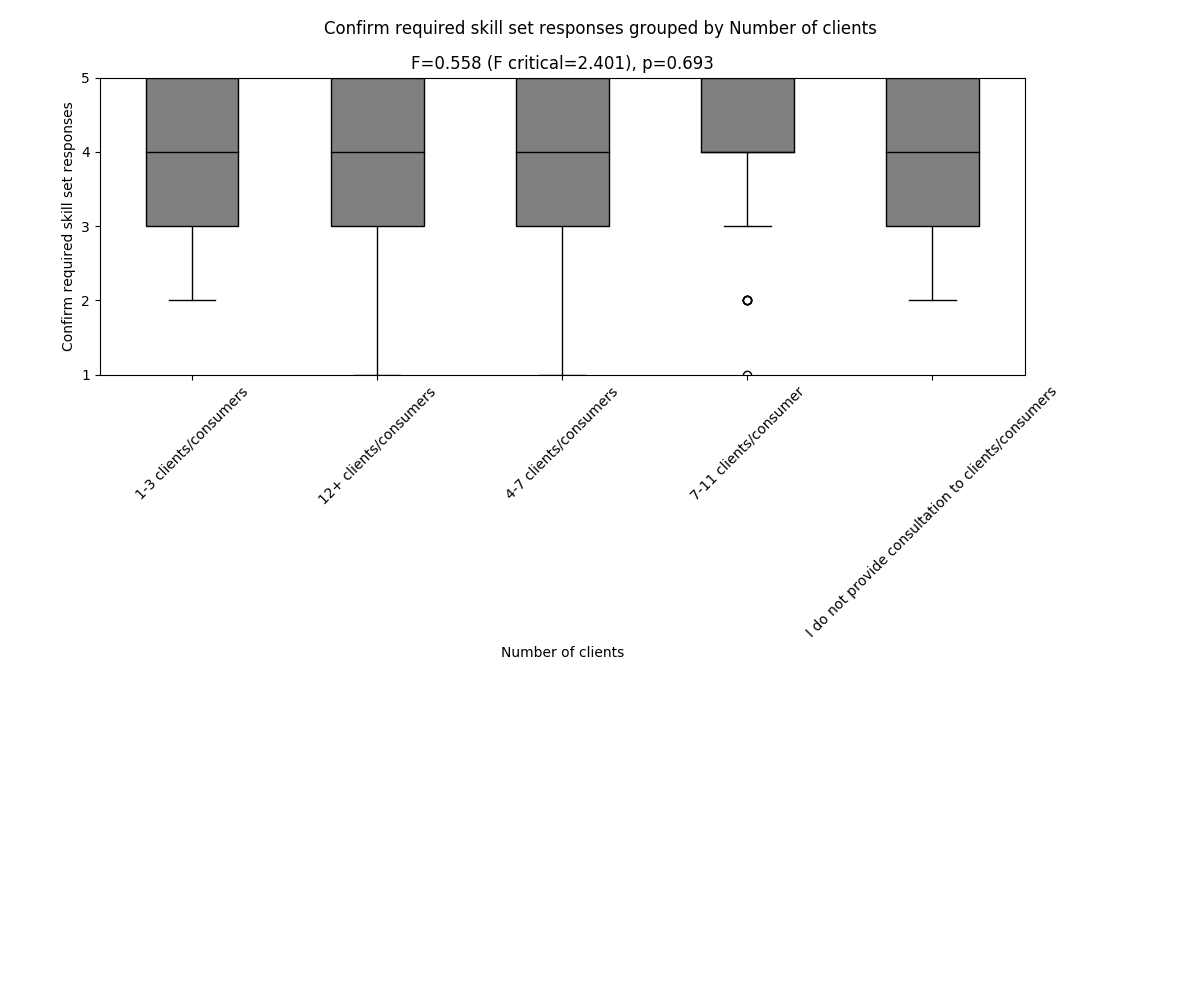 Confirm required skill set responses grouped by Number of clients
F=0.558 (F critical=2.401), p=0.693
Confirm required skill set responses
5
4
3
2
1
1-3 clients/consumers
12+ clients/consumers
4-7 clients/consumers
7-11 clients/consumer
I do not provide consultation to clients/consumers
Number of clients